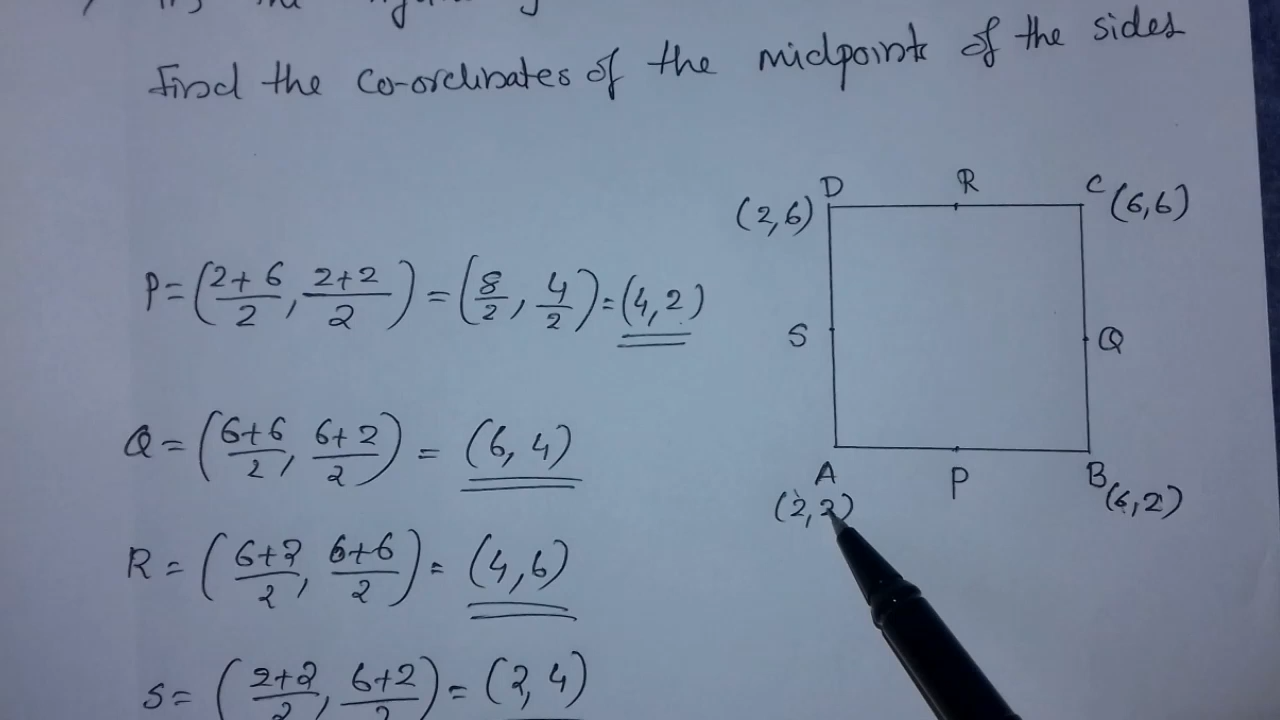 the
Find the co-ordinates of the midpoints of the sides
D R C (6,6)
(2,6)
P = (2+6/2, 2+2/2) = (8/2, 4/2) = (4,2)
S Q
Q = (6+6/2, 6+2/2) = (6,4)
A P B (6,2)
(2,2)
R = (6+2/2, 6+6/2) = (4,6)
S = (2+2/2, 6+2/2) = (2,4)